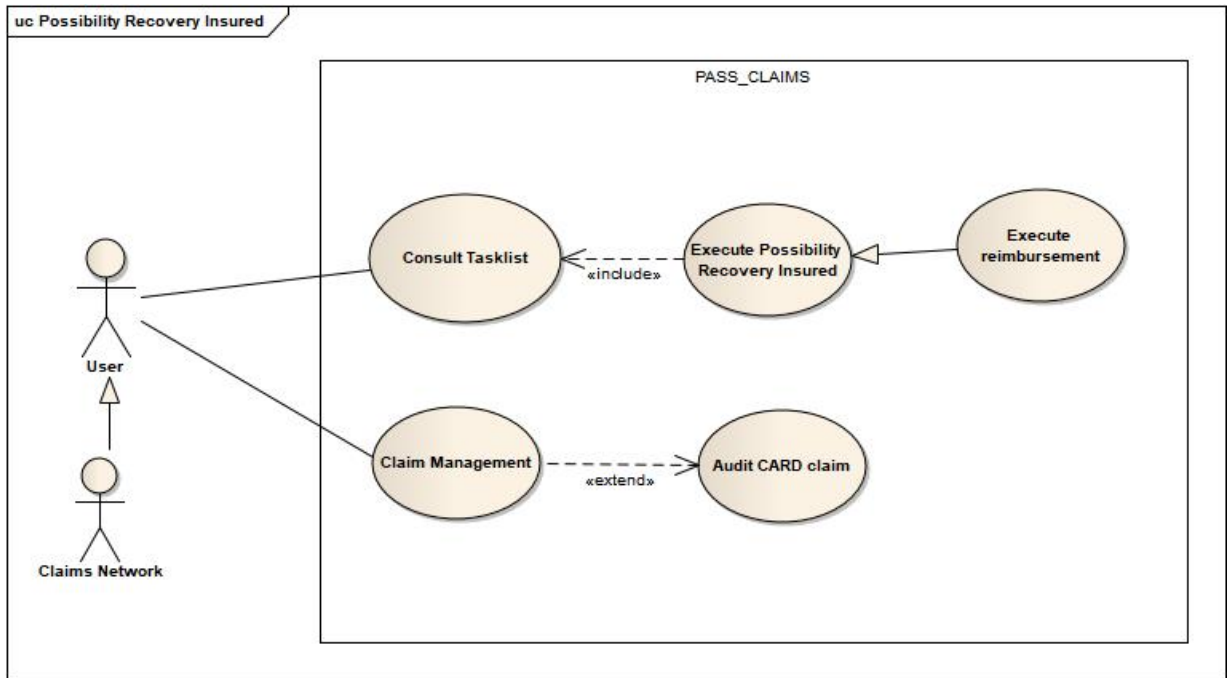 uc Possibility Recovery Insured
PASS_CLAIMS
Consult Tasklist
«include»
Execute Possibility
Recovery Insured
Execute
reimbursement
User
Claim Management
«extend»
Audit CARD claim
Claims Network